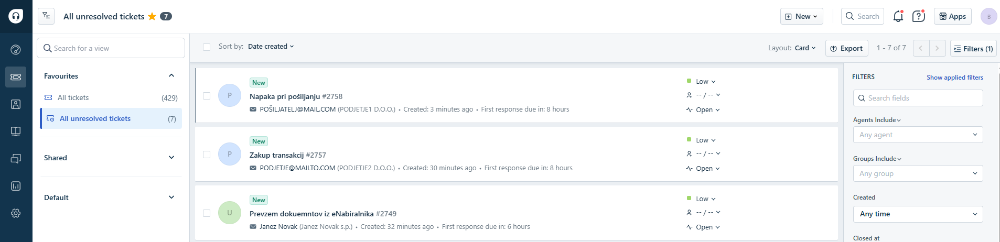 All unresolved tickets 7
New
Search
Apps
B
Search for a view
Favourites
All tickets (429)
All unresolved tickets (7)
Shared
Default
Sort by: Date created
Layout: Card
Export
1 - 7 of 7
Filters (1)
P
New
Napaka pri pošiljanju #2758
POŠILJATELJ@MAIL.COM (PODJETJE1 D.O.O.) • Created: 3 minutes ago • First response due in: 8 hours
Low
-- / --
Open
P
New
Zakup transakcij #2757
PODJETJE@MAILTO.COM (PODJETJE2 D.O.O.) • Created: 30 minutes ago • First response due in: 8 hours
Low
-- / --
Open
U
New
Prevzem dokuemntov iz eNabiralnika #2749
Janez Novak (Janez Novak s.p.) • Created: 32 minutes ago • First response due in: 6 hours
Low
-- / --
Open
FILTERS
Show applied filters
Search fields
Agents Include
Any agent
Groups Include
Any group
Created
Any time
Closed at